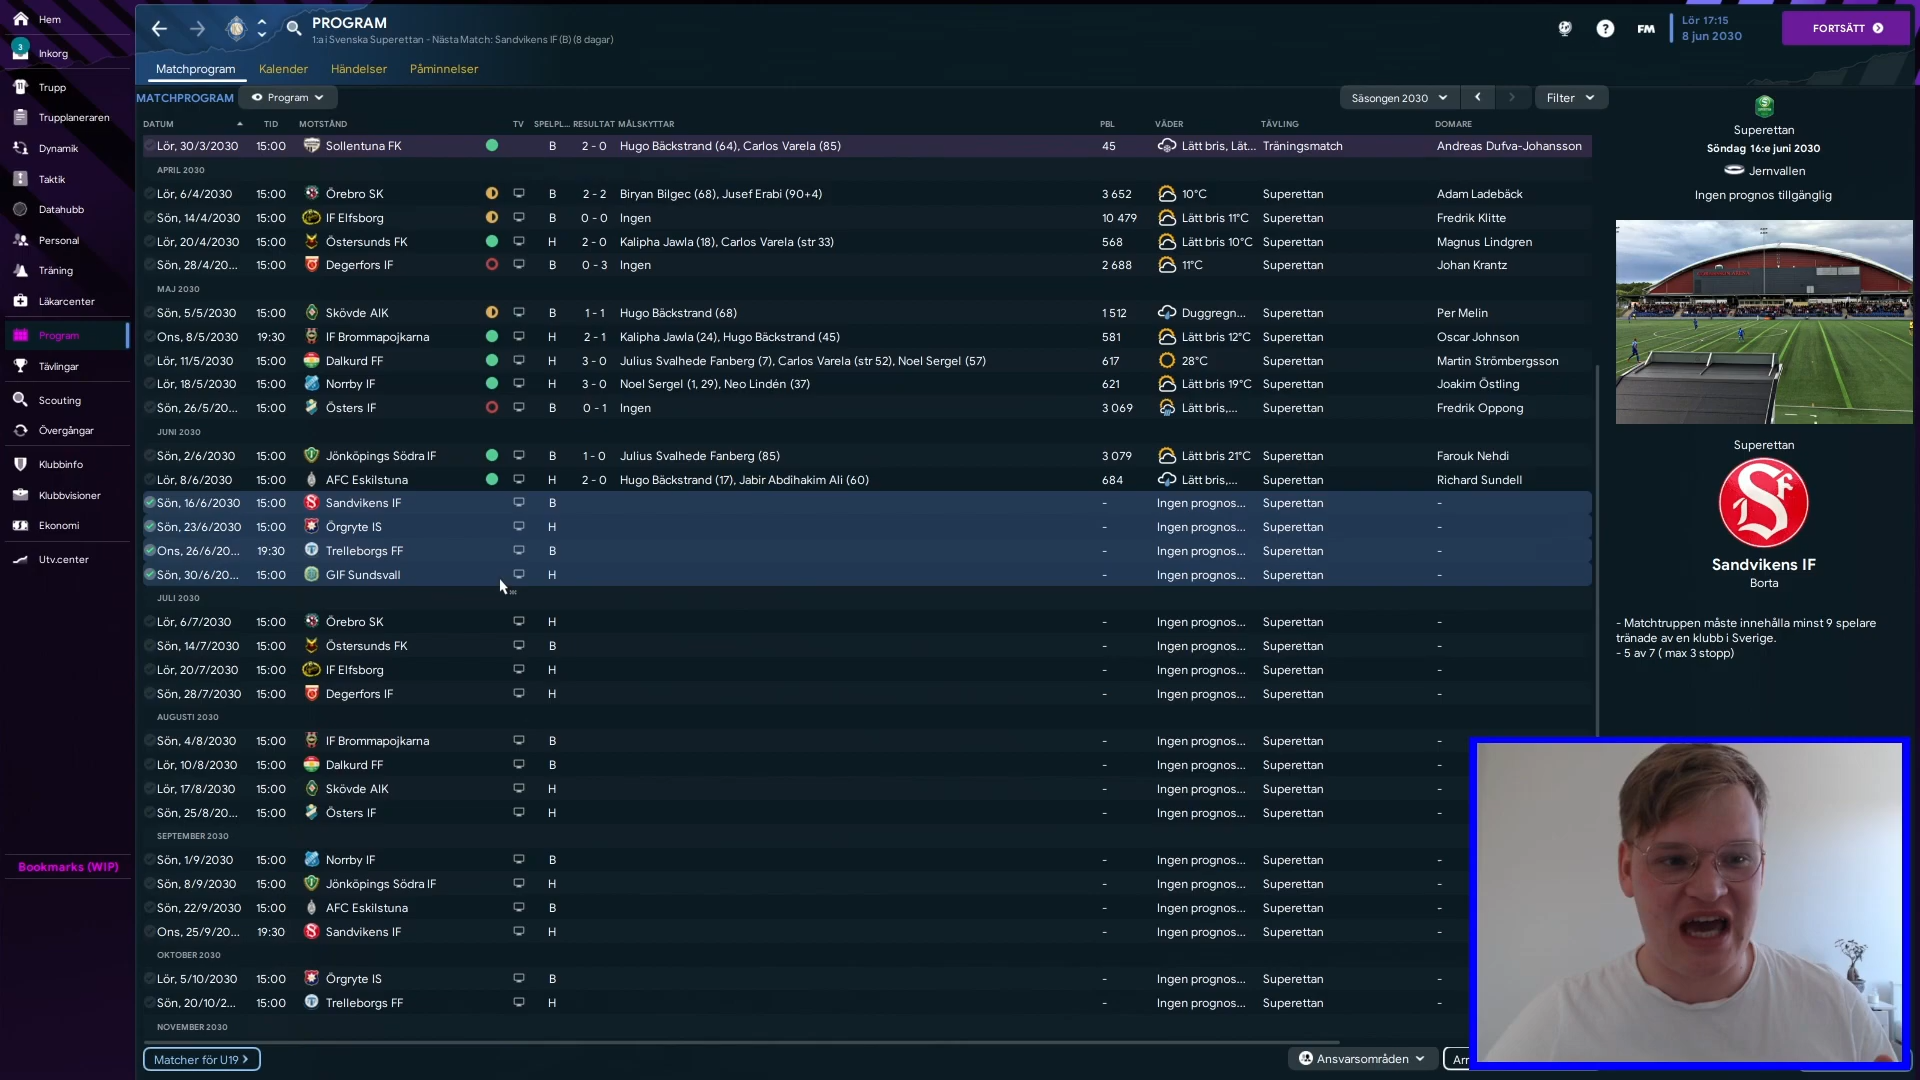 Hem
3
Inkorg
Trupp
Trupplaneraren
Dynamik
Taktik
Datahubb
Personal
Träning
Läkarcenter
Program
Tävlingar
Scouting
Övergångar
Klubbinfo
Klubbvisioner
Ekonomi
Utv.center
Bookmarks (WIP)
PROGRAM
1:a i Svenska Superettan - Nästa Match: Sandvikens IF (B) (8 dagar)
FM
Lör 17:15
8 jun 2030
FORTSÄTT
Matchprogram Kalender Händelser Påminnelser
MATCHPROGRAM Program Säsongen 2030 Filter
DATUM TID MOTSTÅND TV SPELPL... RESULTAT MÅLSKYTTAR PBL VÄDER TÄVLING DOMARE
Lör, 30/3/2030 15:00 Sollentuna FK B 2 - 0 Hugo Bäckstrand (64), Carlos Varela (85) 45 Lätt bris, Lät... Träningsmatch Andreas Dufva-Johansson
APRIL 2030
Lör, 6/4/2030 15:00 Örebro SK B 2 - 2 Biryan Bilgec (68), Jusef Erabi (90+4) 3 652 10°C Superettan Adam Ladebäck
Sön, 14/4/2030 15:00 IF Elfsborg B 0 - 0 Ingen 10 479 Lätt bris 11°C Superettan Fredrik Klitte
Lör, 20/4/2030 15:00 Östersunds FK H 2 - 0 Kalipha Jawla (18), Carlos Varela (str 33) 568 Lätt bris 10°C Superettan Magnus Lindgren
Sön, 28/4/20... 15:00 Degerfors IF B 0 - 3 Ingen 2 688 11°C Superettan Johan Krantz
MAJ 2030
Sön, 5/5/2030 15:00 Skövde AIK B 1 - 1 Hugo Bäckstrand (68) 1 512 Duggregn... Superettan Per Melin
Ons, 8/5/2030 19:30 IF Brommapojkarna H 2 - 1 Kalipha Jawla (24), Hugo Bäckstrand (45) 581 Lätt bris 12°C Superettan Oscar Johnson
Lör, 11/5/2030 15:00 Dalkurd FF H 3 - 0 Julius Svalhede Fanberg (7), Carlos Varela (str 52), Noel Sergel (57) 617 28°C Superettan Martin Strömbergsson
Lör, 18/5/2030 15:00 Norrby IF H 3 - 0 Noel Sergel (1, 29), Neo Lindén (37) 621 Lätt bris 19°C Superettan Joakim Östling
Sön, 26/5/20... 15:00 Östers IF B 0 - 1 Ingen 3 069 Lätt bris,... Superettan Fredrik Oppong
JUNI 2030
Sön, 2/6/2030 15:00 Jönköpings Södra IF B 1 - 0 Julius Svalhede Fanberg (85) 3 079 Lätt bris 21°C Superettan Farouk Nehdi
Lör, 8/6/2030 15:00 AFC Eskilstuna H 2 - 0 Hugo Bäckstrand (17), Jabir Abdihakim Ali (60) 684 Lätt bris,... Superettan Richard Sundell
Sön, 16/6/2030 15:00 Sandvikens IF B - Ingen prognos... Superettan -
Sön, 23/6/2030 15:00 Örgryte IS H - Ingen prognos... Superettan -
Ons, 26/6/20... 19:30 Trelleborgs FF B - Ingen prognos... Superettan -
Sön, 30/6/20... 15:00 GIF Sundsvall H - Ingen prognos... Superettan -
JULI 2030
Lör, 6/7/2030 15:00 Örebro SK H - Ingen prognos... Superettan -
Sön, 14/7/2030 15:00 Östersunds FK B - Ingen prognos... Superettan -
Lör, 20/7/2030 15:00 IF Elfsborg H - Ingen prognos... Superettan -
Sön, 28/7/2030 15:00 Degerfors IF H - Ingen prognos... Superettan -
AUGUSTI 2030
Sön, 4/8/2030 15:00 IF Brommapojkarna B - Ingen prognos... Superettan -
Lör, 10/8/2030 15:00 Dalkurd FF B - Ingen prognos... Superettan -
Lör, 17/8/2030 15:00 Skövde AIK H - Ingen prognos... Superettan -
Sön, 25/8/20... 15:00 Östers IF H - Ingen prognos... Superettan -
SEPTEMBER 2030
Sön, 1/9/2030 15:00 Norrby IF B - Ingen prognos... Superettan -
Sön, 8/9/2030 15:00 Jönköpings Södra IF H - Ingen prognos... Superettan -
Sön, 22/9/2030 15:00 AFC Eskilstuna B - Ingen prognos... Superettan -
Ons, 25/9/20... 19:30 Sandvikens IF H - Ingen prognos... Superettan -
OKTOBER 2030
Lör, 5/10/2030 15:00 Örgryte IS B - Ingen prognos... Superettan -
Sön, 20/10/2... 15:00 Trelleborgs FF H - Ingen prognos... Superettan -
NOVEMBER 2030
Matcher för U19 Ansvarsområden
Superettan
Söndag 16:e juni 2030
Jernvallen
Ingen prognos tillgänglig
Superettan
Sandvikens IF
Borta
- Matchtruppen måste innehålla minst 9 spelare
tränade av en klubb i Sverige.
- 5 av 7 ( max 3 stopp)